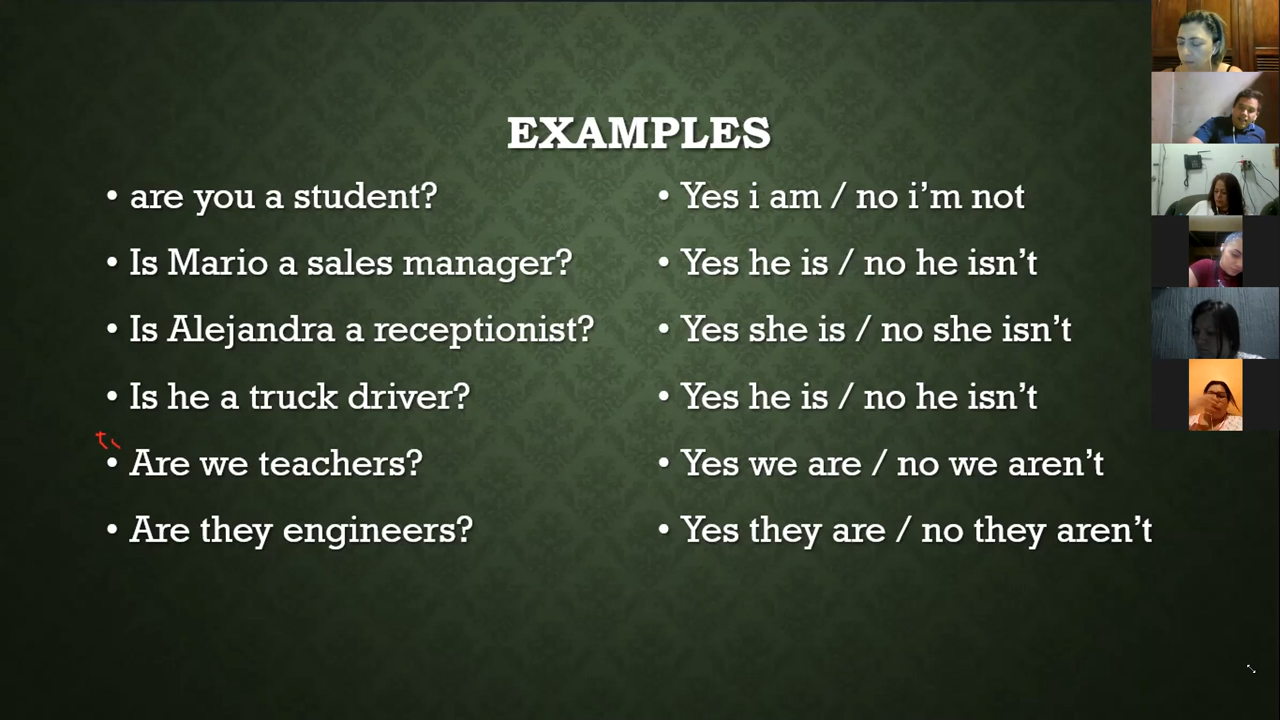 EXAMPLES
• are you a student?
• Yes i am / no i’m not
• Is Mario a sales manager?
• Yes he is / no he isn’t
• Is Alejandra a receptionist?
• Yes she is / no she isn’t
• Is he a truck driver?
• Yes he is / no he isn’t
• Are we teachers?
• Yes we are / no we aren’t
• Are they engineers?
• Yes they are / no they aren’t